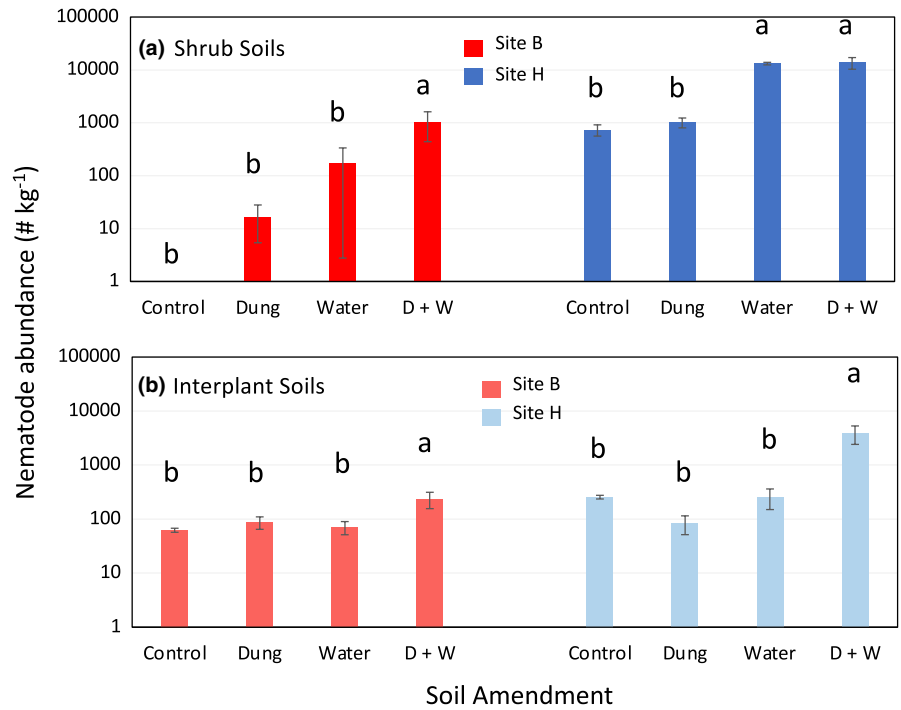 100000
(a) Shrub Soils
Site B
Site H
10000
1000
100
10
1
b
b
b
a
b
b
a
a
Control
Dung
Water
D + W
Control
Dung
Water
D + W
Nematode abundance (# kg-1)
100000
(b) Interplant Soils
Site B
Site H
10000
1000
100
10
1
b
b
b
a
b
b
b
a
Control
Dung
Water
D + W
Control
Dung
Water
D + W
Soil Amendment